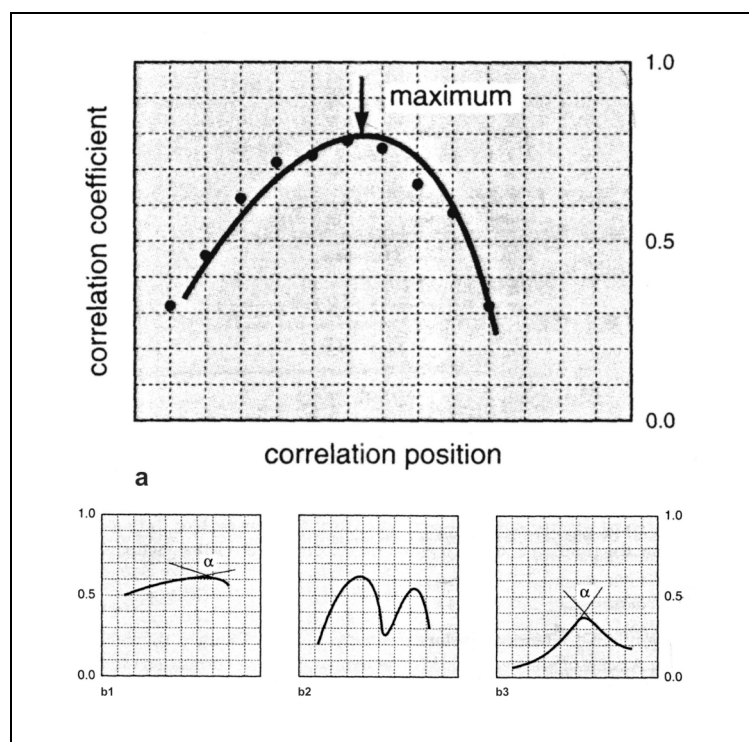 1.0
maximum
correlation coefficient
0.5
0.0
correlation position
a
1.0
α
0.5
0.0
b1
b2
1.0
α
0.5
0.0
b3